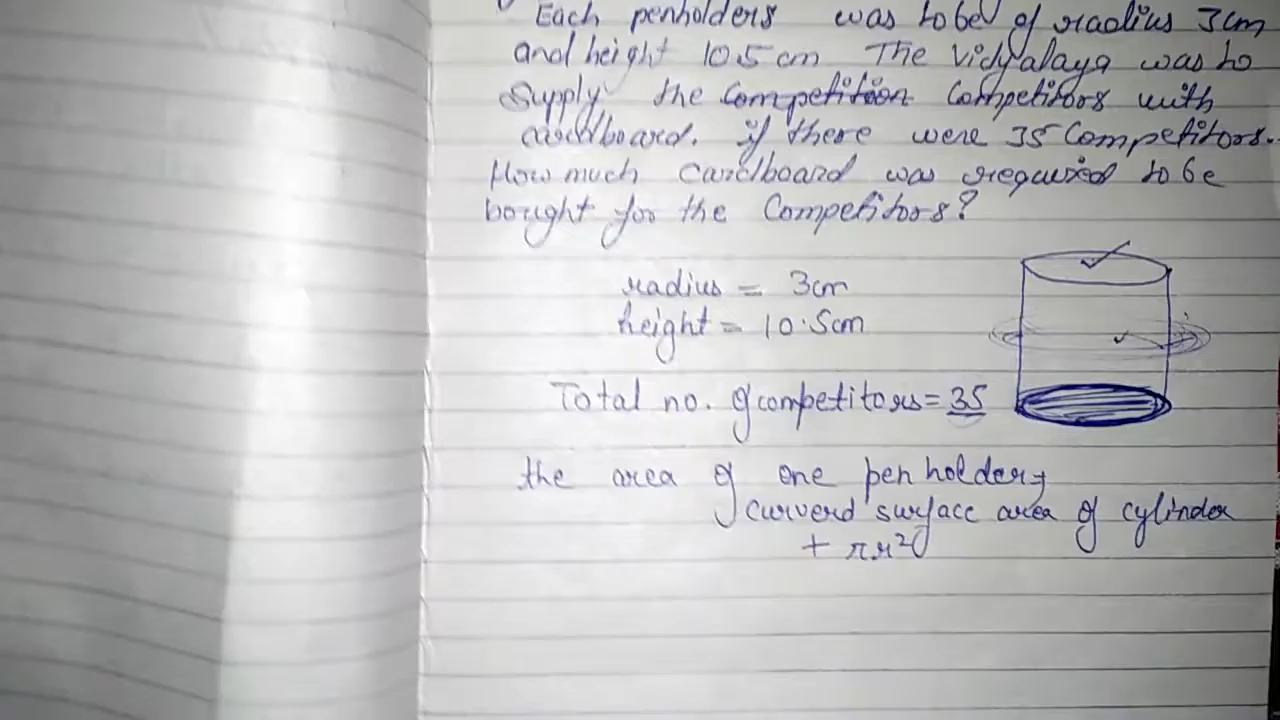 Each penholders was to be of radius 3cm
and height 10.5 cm The Vidyalaya was to
Supply the competition Competitors with
cardboard. if there were 35 Competitors.
How much cardboard was required to be
bought for the Competitors?
radius = 3cm
height = 10.5cm
Total no. of competitors = 35
the area of one penholder =
curverd surface area of cylinder
+ πr²